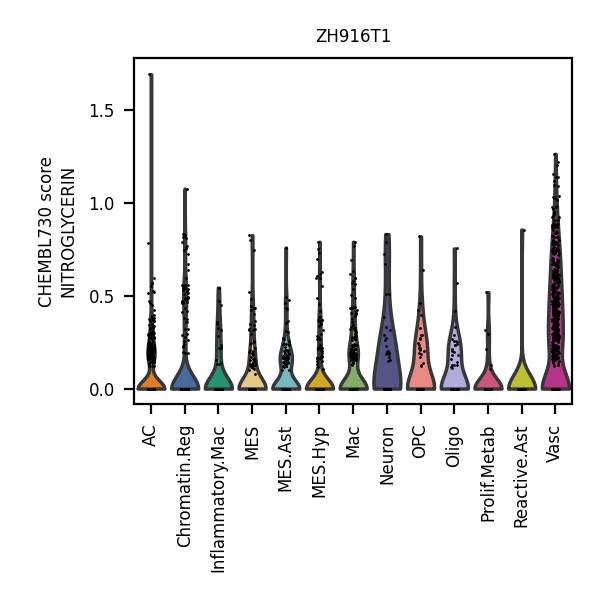 ZH916T1
CHEMBL730 score
NITROGLYCERIN
1.5
1.0
0.5
0.0
AC
Chromatin.Reg
Inflammatory.Mac
MES
MES.Ast
MES.Hyp
Mac
Neuron
OPC
Oligo
Prolif.Metab
Reactive.Ast
Vasc